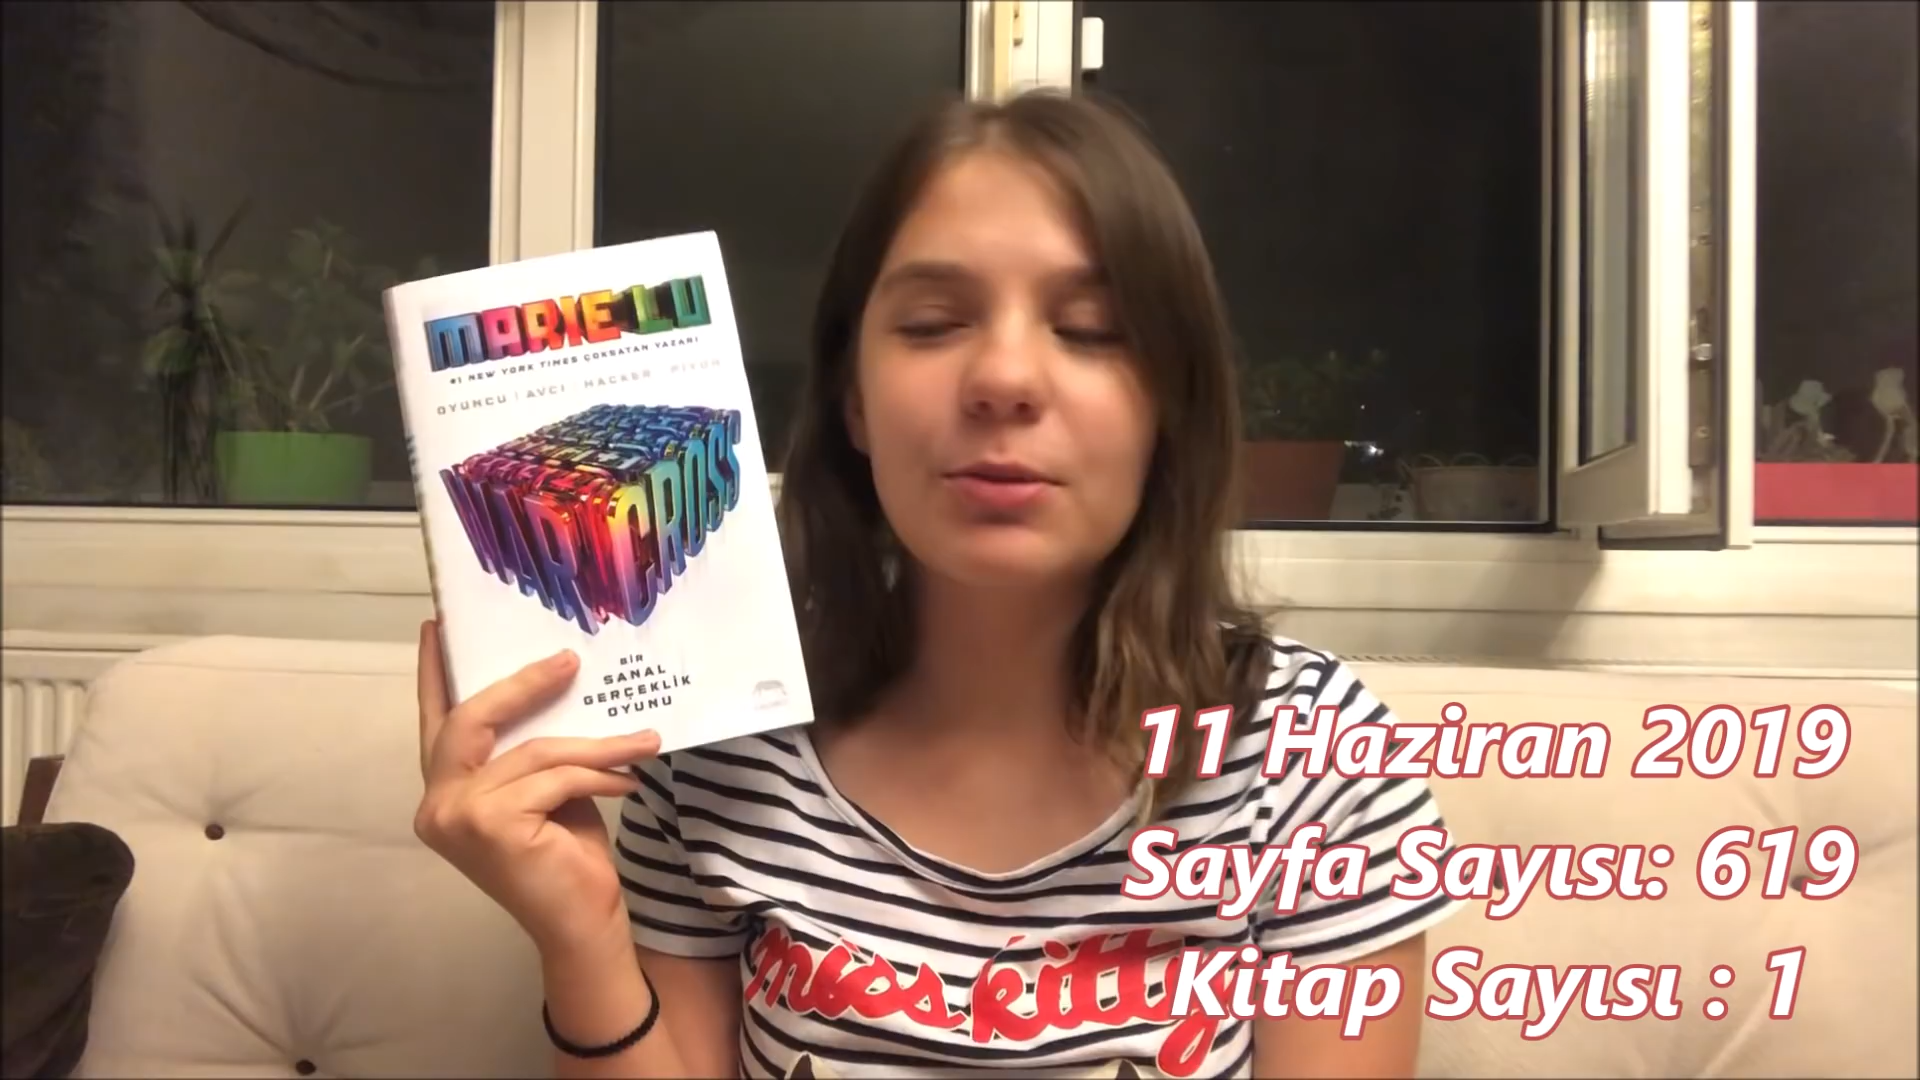 MARIE LU
#1 NEW YORK TIMES ÇOKSATAN YAZARI
OYUNCU | AVCI | HACKER | PİYON
WARCROSS
BİR
SANAL
GERÇEKLİK
OYUNU
miss kitty
11 Haziran 2019
Sayfa Sayısı: 619
Kitap Sayısı : 1